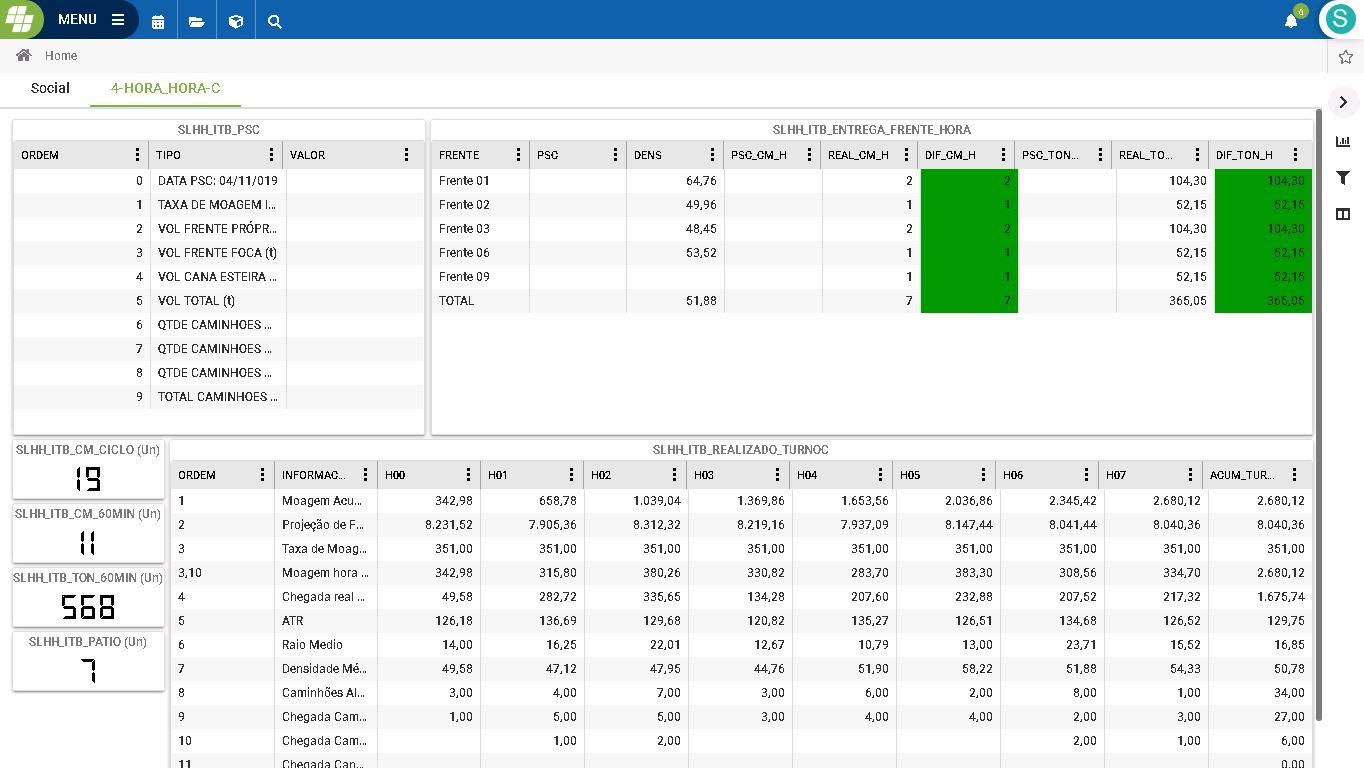 MENU
0
S
Home
Social 4-HORA_HORA-C
SLHH_ITB_PSC
ORDEM TIPO VALOR
0 DATA PSC: 04/11/019
1 TAXA DE MOAGEM I...
2 VOL FRENTE PRÓPR...
3 VOL FRENTE FOCA (t)
4 VOL CANA ESTEIRA ...
5 VOL TOTAL (t)
6 QTDE CAMINHOES ...
7 QTDE CAMINHOES ...
8 QTDE CAMINHOES ...
9 TOTAL CAMINHOES ...
SLHH_ITB_ENTREGA_FRENTE_HORA
FRENTE PSC DENS PSC_CM_H REAL_CM_H DIF_CM_H PSC_TON... REAL_TO... DIF_TON_H
Frente 01 64,76 2 2 104,30 104,30
Frente 02 49,96 1 1 52,15 52,15
Frente 03 48,45 2 2 104,30 104,30
Frente 06 53,52 1 1 52,15 52,15
Frente 09 1 1 52,15 52,15
TOTAL 51,88 7 7 365,05 365,05
SLHH_ITB_CM_CICLO (Un)
19
SLHH_ITB_CM_60MIN (Un)
11
SLHH_ITB_TON_60MIN (Un)
568
SLHH_ITB_PATIO (Un)
7
SLHH_ITB_REALIZADO_TURNOC
ORDEM INFORMAC... H00 H01 H02 H03 H04 H05 H06 H07 ACUM_TUR...
1 Moagem Acu... 342,98 658,78 1.039,04 1.369,86 1.653,56 2.036,86 2.345,42 2.680,12 2.680,12
2 Projeção de F... 8.231,52 7.905,36 8.312,32 8.219,16 7.937,09 8.147,44 8.041,44 8.040,36 8.040,36
3 Taxa de Moag... 351,00 351,00 351,00 351,00 351,00 351,00 351,00 351,00 351,00
3,10 Moagem hora ... 342,98 315,80 380,26 330,82 283,70 383,30 308,56 334,70 2.680,12
4 Chegada real ... 49,58 282,72 335,65 134,28 207,60 232,88 207,52 217,32 1.675,74
5 ATR 126,18 136,69 129,68 120,82 135,27 126,51 134,68 126,52 129,75
6 Raio Medio 14,00 16,25 22,01 12,67 10,79 13,00 23,71 15,52 16,85
7 Densidade Mé... 49,58 47,12 47,95 44,76 51,90 58,22 51,88 54,33 50,78
8 Caminhões Al... 3,00 4,00 7,00 3,00 6,00 2,00 8,00 1,00 34,00
9 Chegada Cam... 1,00 5,00 5,00 3,00 4,00 4,00 2,00 3,00 27,00
10 Chegada Cam... 1,00 2,00 2,00 1,00 6,00
11 Chegada Can... 0,00